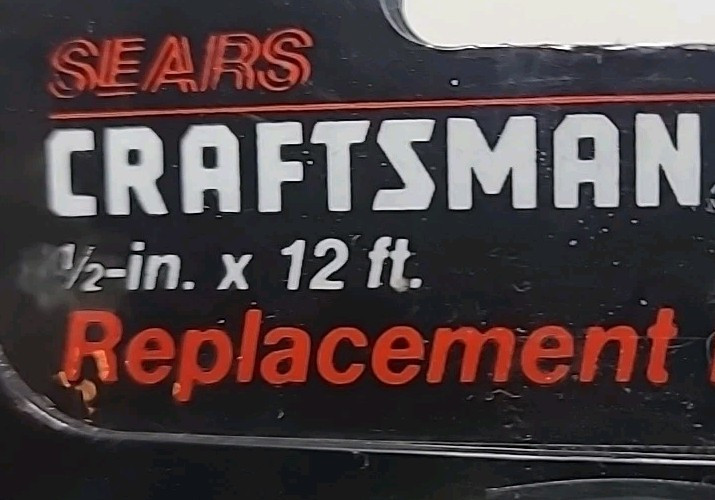 SEARS
CRAFTSMAN
1/2-in. x 12 ft.
Replacement